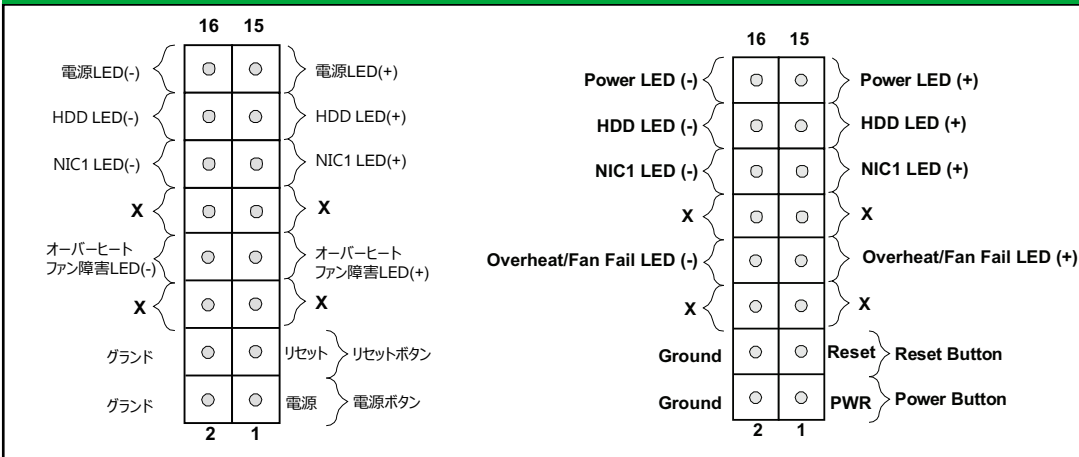 16 15
電源LED(-) 電源LED(+)
HDD LED(-) HDD LED(+)
NIC1 LED(-) NIC1 LED(+)
X X
オーバーヒート
ファン障害LED(-)
オーバーヒート
ファン障害LED(+)
X X
グランド リセット リセットボタン
グランド 電源 電源ボタン
2 1
16 15
Power LED (-) Power LED (+)
HDD LED (-) HDD LED (+)
NIC1 LED (-) NIC1 LED (+)
X X
Overheat/Fan Fail LED (-) Overheat/Fan Fail LED (+)
X X
Ground Reset Reset Button
Ground PWR Power Button
2 1